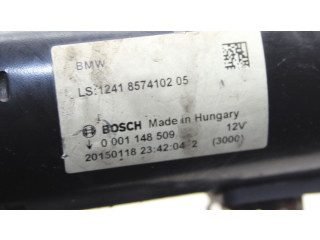 BMW
LS:1241 8574102 05
BOSCH Made in Hungary
0 001 148 509 12V
20150118 23:42:04 2 (3000)